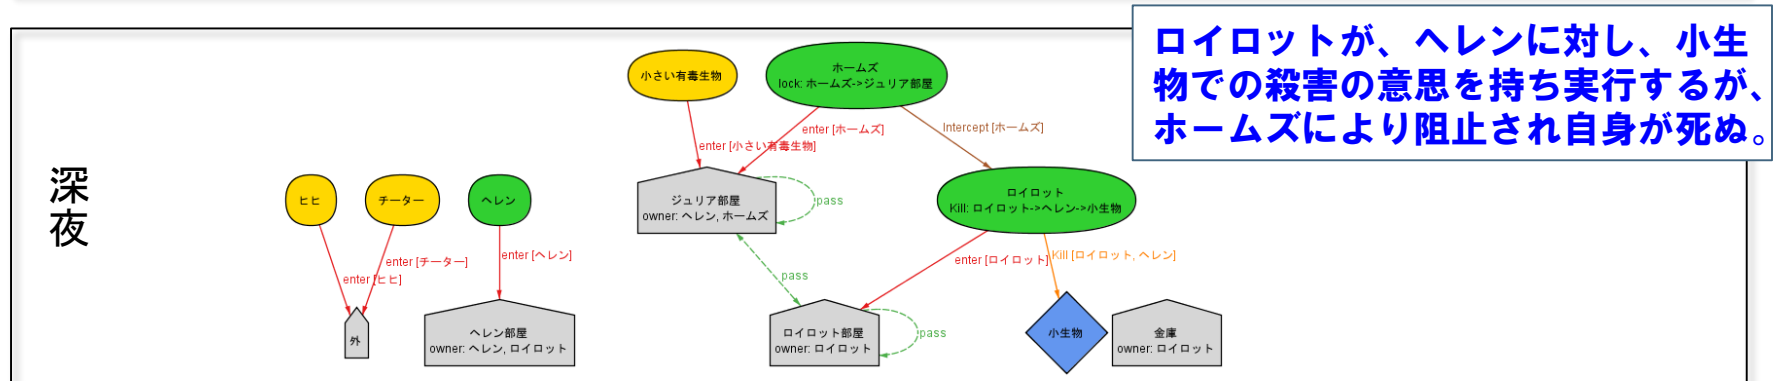 ロイロットが、ヘレンに対し、小生
物での殺害の意思を持ち実行するが、
ホームズにより阻止され自身が死ぬ。
深夜
小さい有毒生物
ホームズ
lock: ホームズ->ジュリア部屋
enter [小さい有毒生物]
enter [ホームズ]
Intercept [ホームズ]
ヒヒ
チーター
ヘレン
ジュリア部屋
owner: ヘレン, ホームズ
pass
ロイロット
Kill: ロイロット->ヘレン->小生物
enter [ヒヒ]
enter [チーター]
enter [ヘレン]
pass
enter [ロイロット]
Kill [ロイロット, ヘレン]
外
ヘレン部屋
owner: ヘレン, ロイロット
ロイロット部屋
owner: ロイロット
pass
小生物
金庫
owner: ロイロット